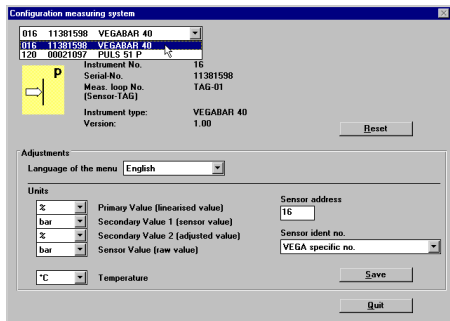 Configuration measuring system
016 11381598 VEGABAR 40
016 11381598 VEGABAR 40
120 00021097 PULS 51 P
P
Instrument No. 16
Serial-No. 11381598
Meas. loop No. TAG-01
(Sensor-TAG)
Instrument type: VEGABAR 40
Version: 1.00
Reset
Adjustments
Language of the menu English
Units
% Primary Value (linearised value)
bar Secondary Value 1 (sensor value)
% Secondary Value 2 (adjusted value)
bar Sensor Value (raw value)
°C Temperature
Sensor address
16
Sensor ident no.
VEGA specific no.
Save
Quit